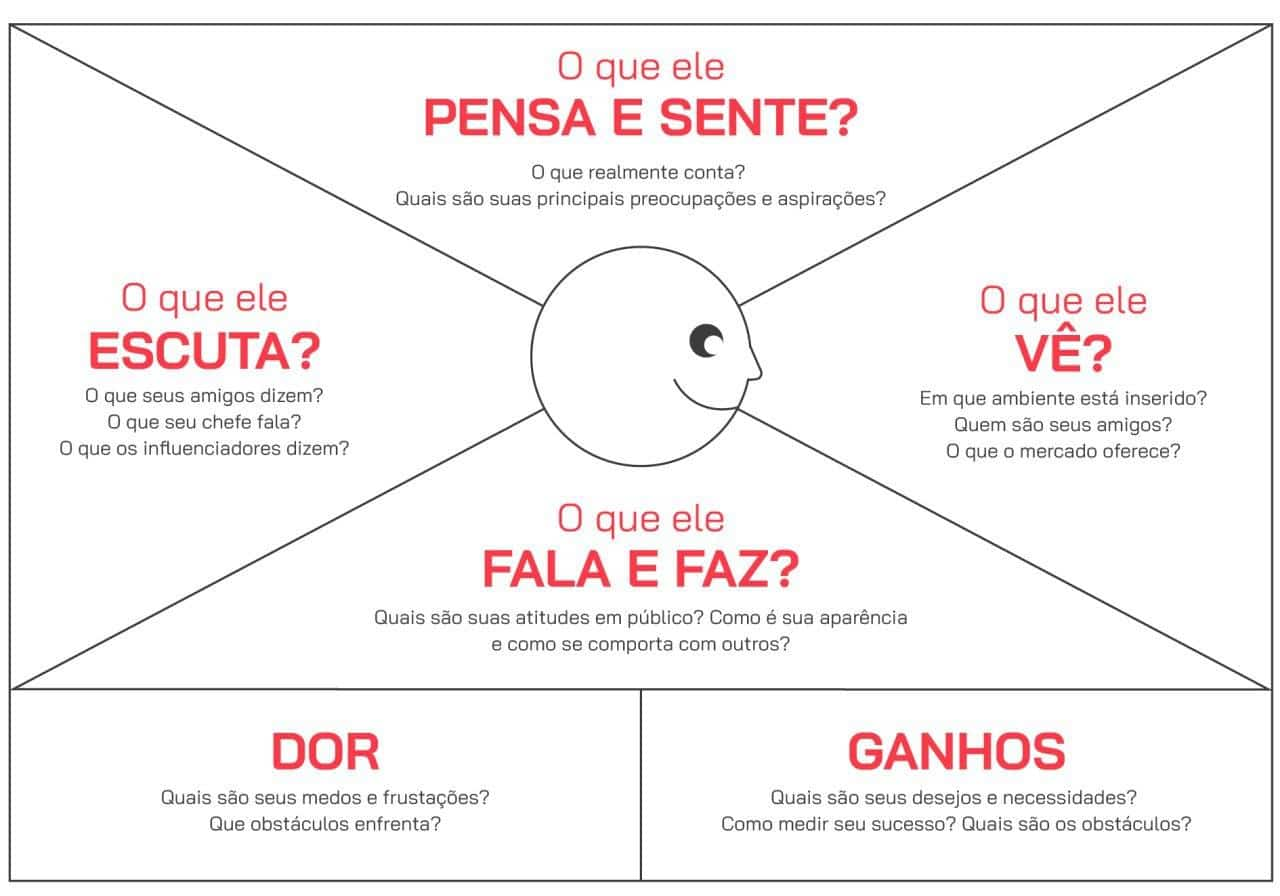 O que ele
PENSA E SENTE?
O que realmente conta?
Quais são suas principais preocupações e aspirações?
O que ele
ESCUTA?
O que seus amigos dizem?
O que seu chefe fala?
O que os influenciadores dizem?
O que ele
VÊ?
Em que ambiente está inserido?
Quem são seus amigos?
O que o mercado oferece?
O que ele
FALA E FAZ?
Quais são suas atitudes em público? Como é sua aparência
e como se comporta com outros?
DOR
Quais são seus medos e frustações?
Que obstáculos enfrenta?
GANHOS
Quais são seus desejos e necessidades?
Como medir seu sucesso? Quais são os obstáculos?